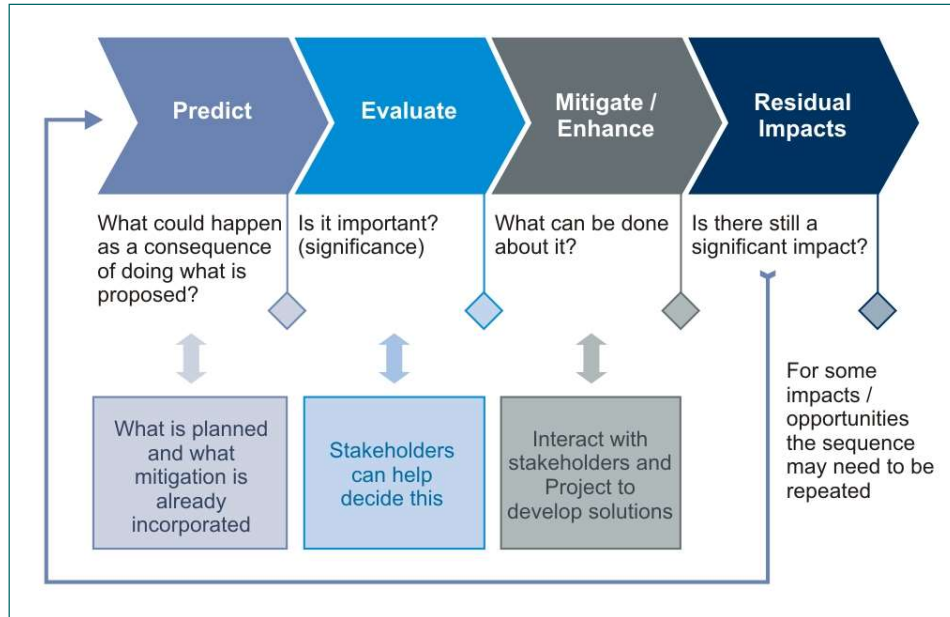 Predict
Evaluate
Mitigate /
Enhance
Residual
Impacts
What could happen
as a consequence
of doing what is
proposed?
Is it important?
(significance)
What can be done
about it?
Is there still a
significant impact?
What is planned
and what
mitigation is
already
incorporated
Stakeholders
can help
decide this
Interact with
stakeholders and
Project to
develop solutions
For some
impacts /
opportunities
the sequence
may need to be
repeated